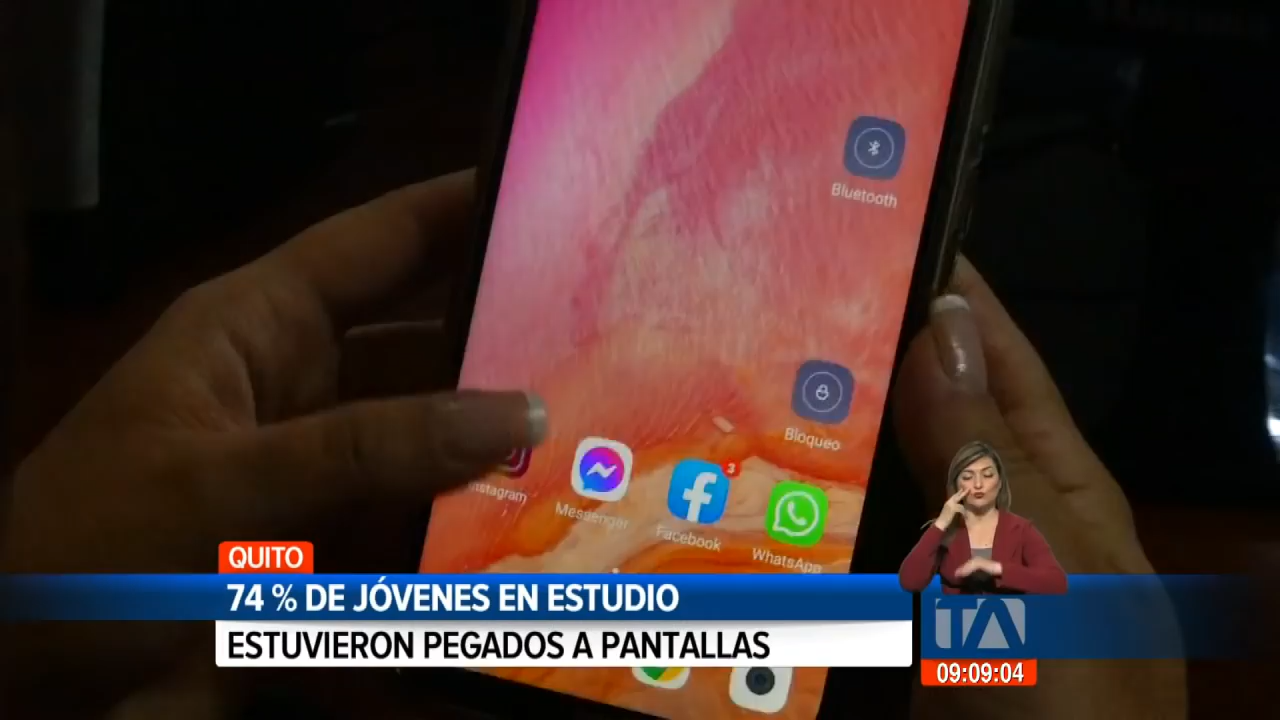 Bluetooth
Bloqueo
Instagram
Messenger
3
Facebook
WhatsApp
QUITO
74 % DE JÓVENES EN ESTUDIO
ESTUVIERON PEGADOS A PANTALLAS
TA
09:09:04